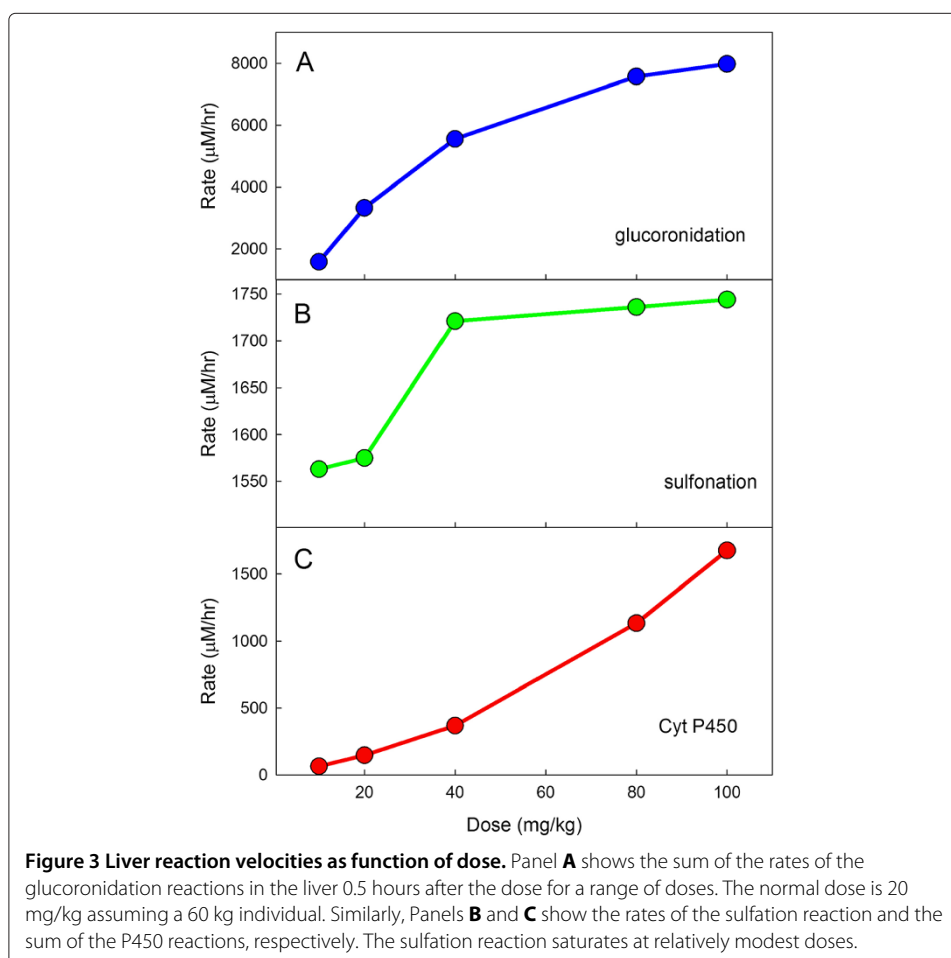 A
8000
6000
4000
2000
Rate (μM/hr)
glucoronidation
B
1750
1700
1650
1600
1550
Rate (μM/hr)
sulfonation
C
1500
1000
500
0
Rate (μM/hr)
Cyt P450
20 40 60 80 100
Dose (mg/kg)
Figure 3 Liver reaction velocities as function of dose. Panel A shows the sum of the rates of the
glucoronidation reactions in the liver 0.5 hours after the dose for a range of doses. The normal dose is 20
mg/kg assuming a 60 kg individual. Similarly, Panels B and C show the rates of the sulfation reaction and the
sum of the P450 reactions, respectively. The sulfation reaction saturates at relatively modest doses.